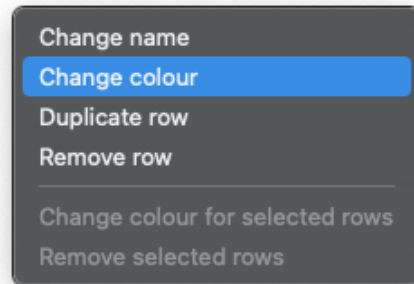 Change name
Change colour
Duplicate row
Remove row
Change colour for selected rows
Remove selected rows